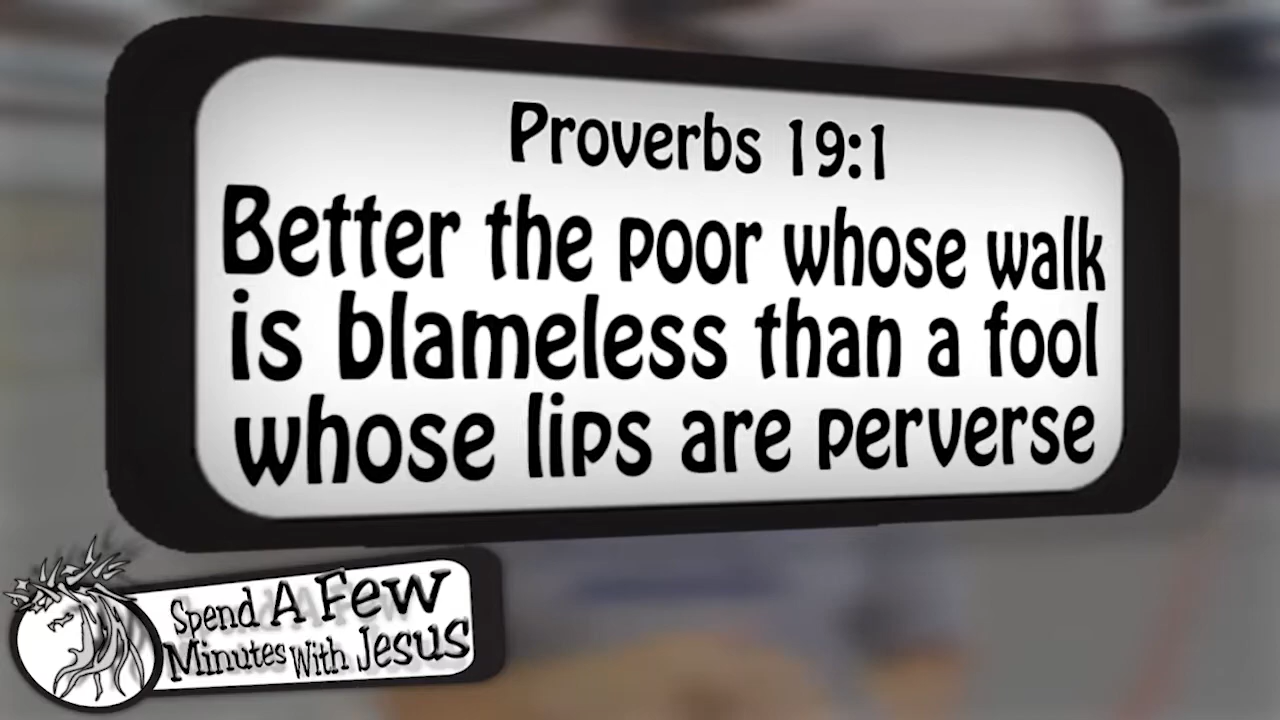 Proverbs 19:1
Better the poor whose walk
is blameless than a fool
whose lips are perverse
Spend A Few
Minutes With Jesus